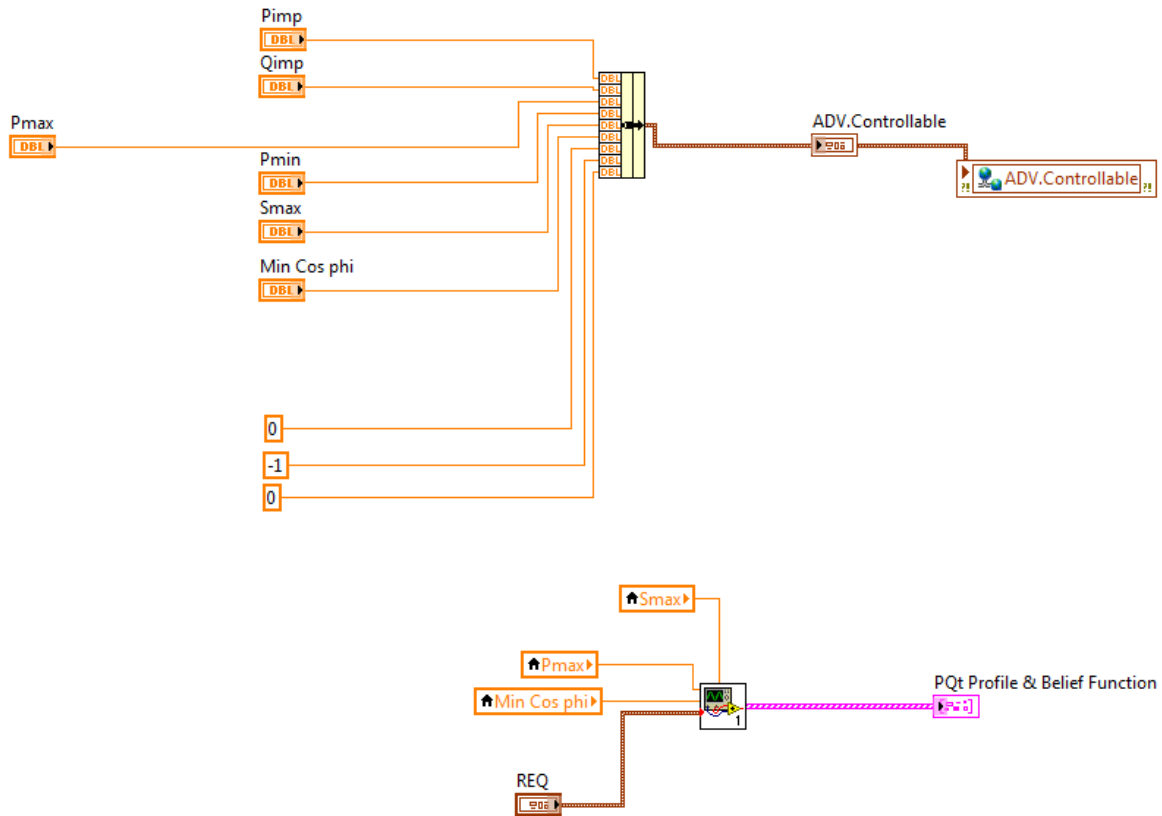 Pimp
DBL
Qimp
DBL
Pmax
DBL
Pmin
DBL
Smax
DBL
Min Cos phi
DBL
DBL
DBL
DBL
DBL
DBL
DBL
DBL
DBL
DBL
ADV.Controllable
?!
ADV.Controllable
?!
0
-1
0
Smax
Pmax
Min Cos phi
1
PQt Profile & Belief Function
REQ